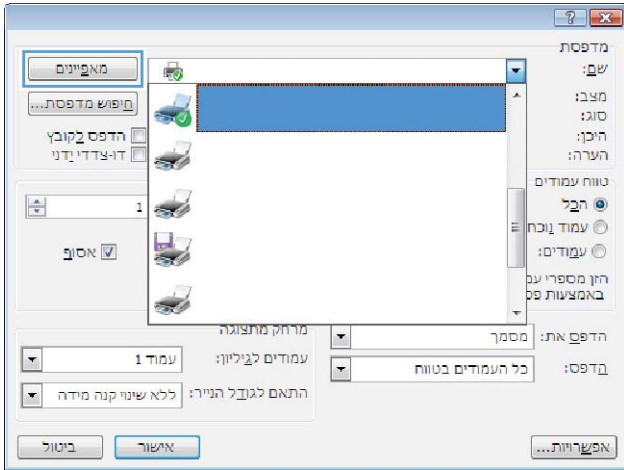 מדפסת
שם:
מאפיינים
מצב:
חיפוש מדפסת...
סוג:
היכן:
הדפס לקובץ
הערה:
דו-צדדי ידני
טווח עמודים
הכל
1
עמוד נוכח
עמודים:
אסוף
הזן מספרי
באמצעות
מרחק מתצוגה
הדפס את: מסמך
עמודים לגיליון: עמוד 1
הדפס: כל העמודים בטווח
התאם לגודל הנייר: ללא שינוי קנה מידה
אפשרויות...
אישור
ביטול